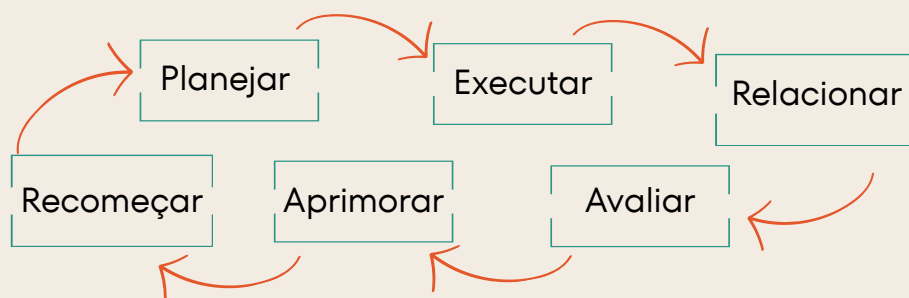 Planejar
Executar
Relacionar
Avaliar
Aprimorar
Recomeçar